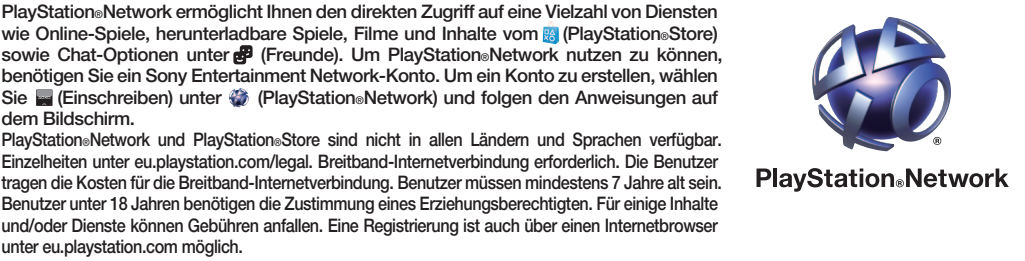 PlayStation®Network ermöglicht Ihnen den direkten Zugriff auf eine Vielzahl von Diensten
wie Online-Spiele, herunterladbare Spiele, Filme und Inhalte vom (PlayStation®Store)
sowie Chat-Optionen unter (Freunde). Um PlayStation®Network nutzen zu können,
benötigen Sie ein Sony Entertainment Network-Konto. Um ein Konto zu erstellen, wählen
Sie (Einschreiben) unter (PlayStation®Network) und folgen den Anweisungen auf
dem Bildschirm.
PlayStation®Network und PlayStation®Store sind nicht in allen Ländern und Sprachen verfügbar.
Einzelheiten unter eu.playstation.com/legal. Breitband-Internetverbindung erforderlich. Die Benutzer
tragen die Kosten für die Breitband-Internetverbindung. Benutzer müssen mindestens 7 Jahre alt sein.
Benutzer unter 18 Jahren benötigen die Zustimmung eines Erziehungsberechtigten. Für einige Inhalte
und/oder Dienste können Gebühren anfallen. Eine Registrierung ist auch über einen Internetbrowser
unter eu.playstation.com möglich.
®
PlayStation®Network